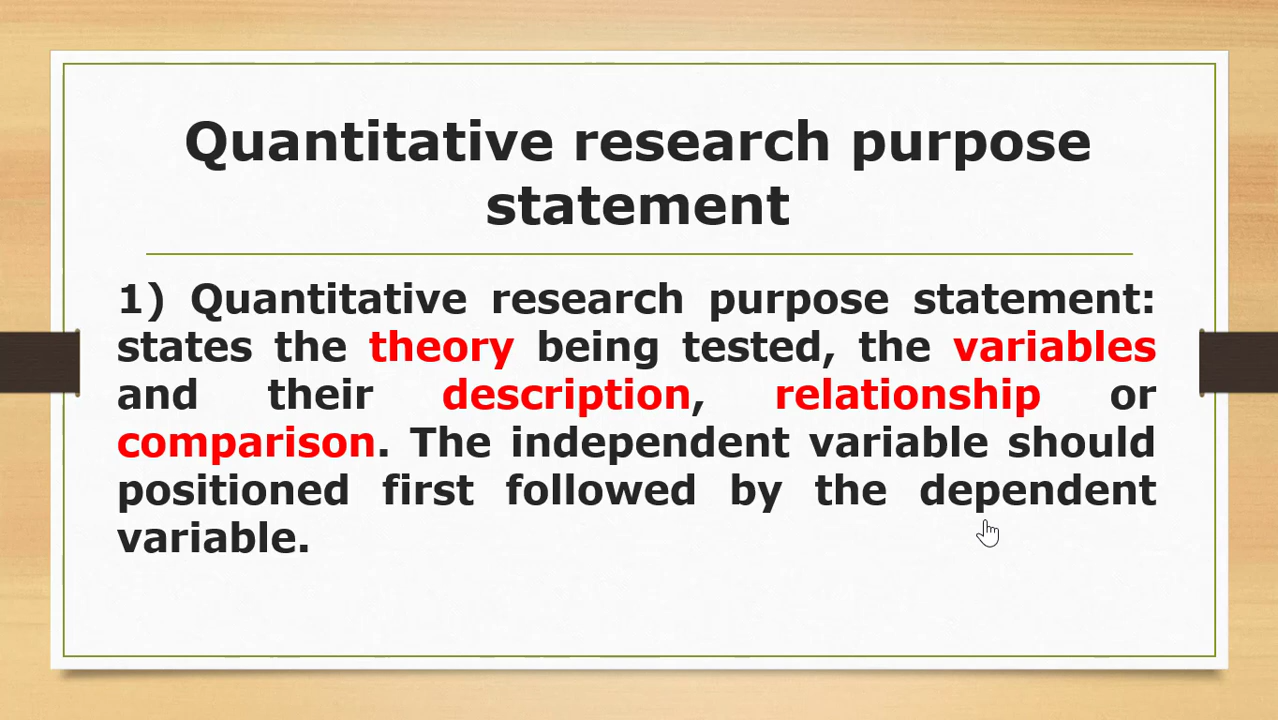 Quantitative research purpose
statement
1) Quantitative research purpose statement:
states the theory being tested, the variables
and their description, relationship or
comparison. The independent variable should
positioned first followed by the dependent
variable.